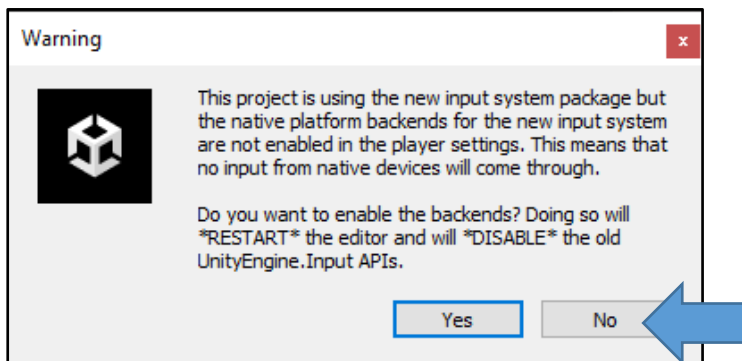 Warning
x
This project is using the new input system package but
the native platform backends for the new input system
are not enabled in the player settings. This means that
no input from native devices will come through.
Do you want to enable the backends? Doing so will
*RESTART* the editor and will *DISABLE* the old
UnityEngine.Input APIs.
Yes No